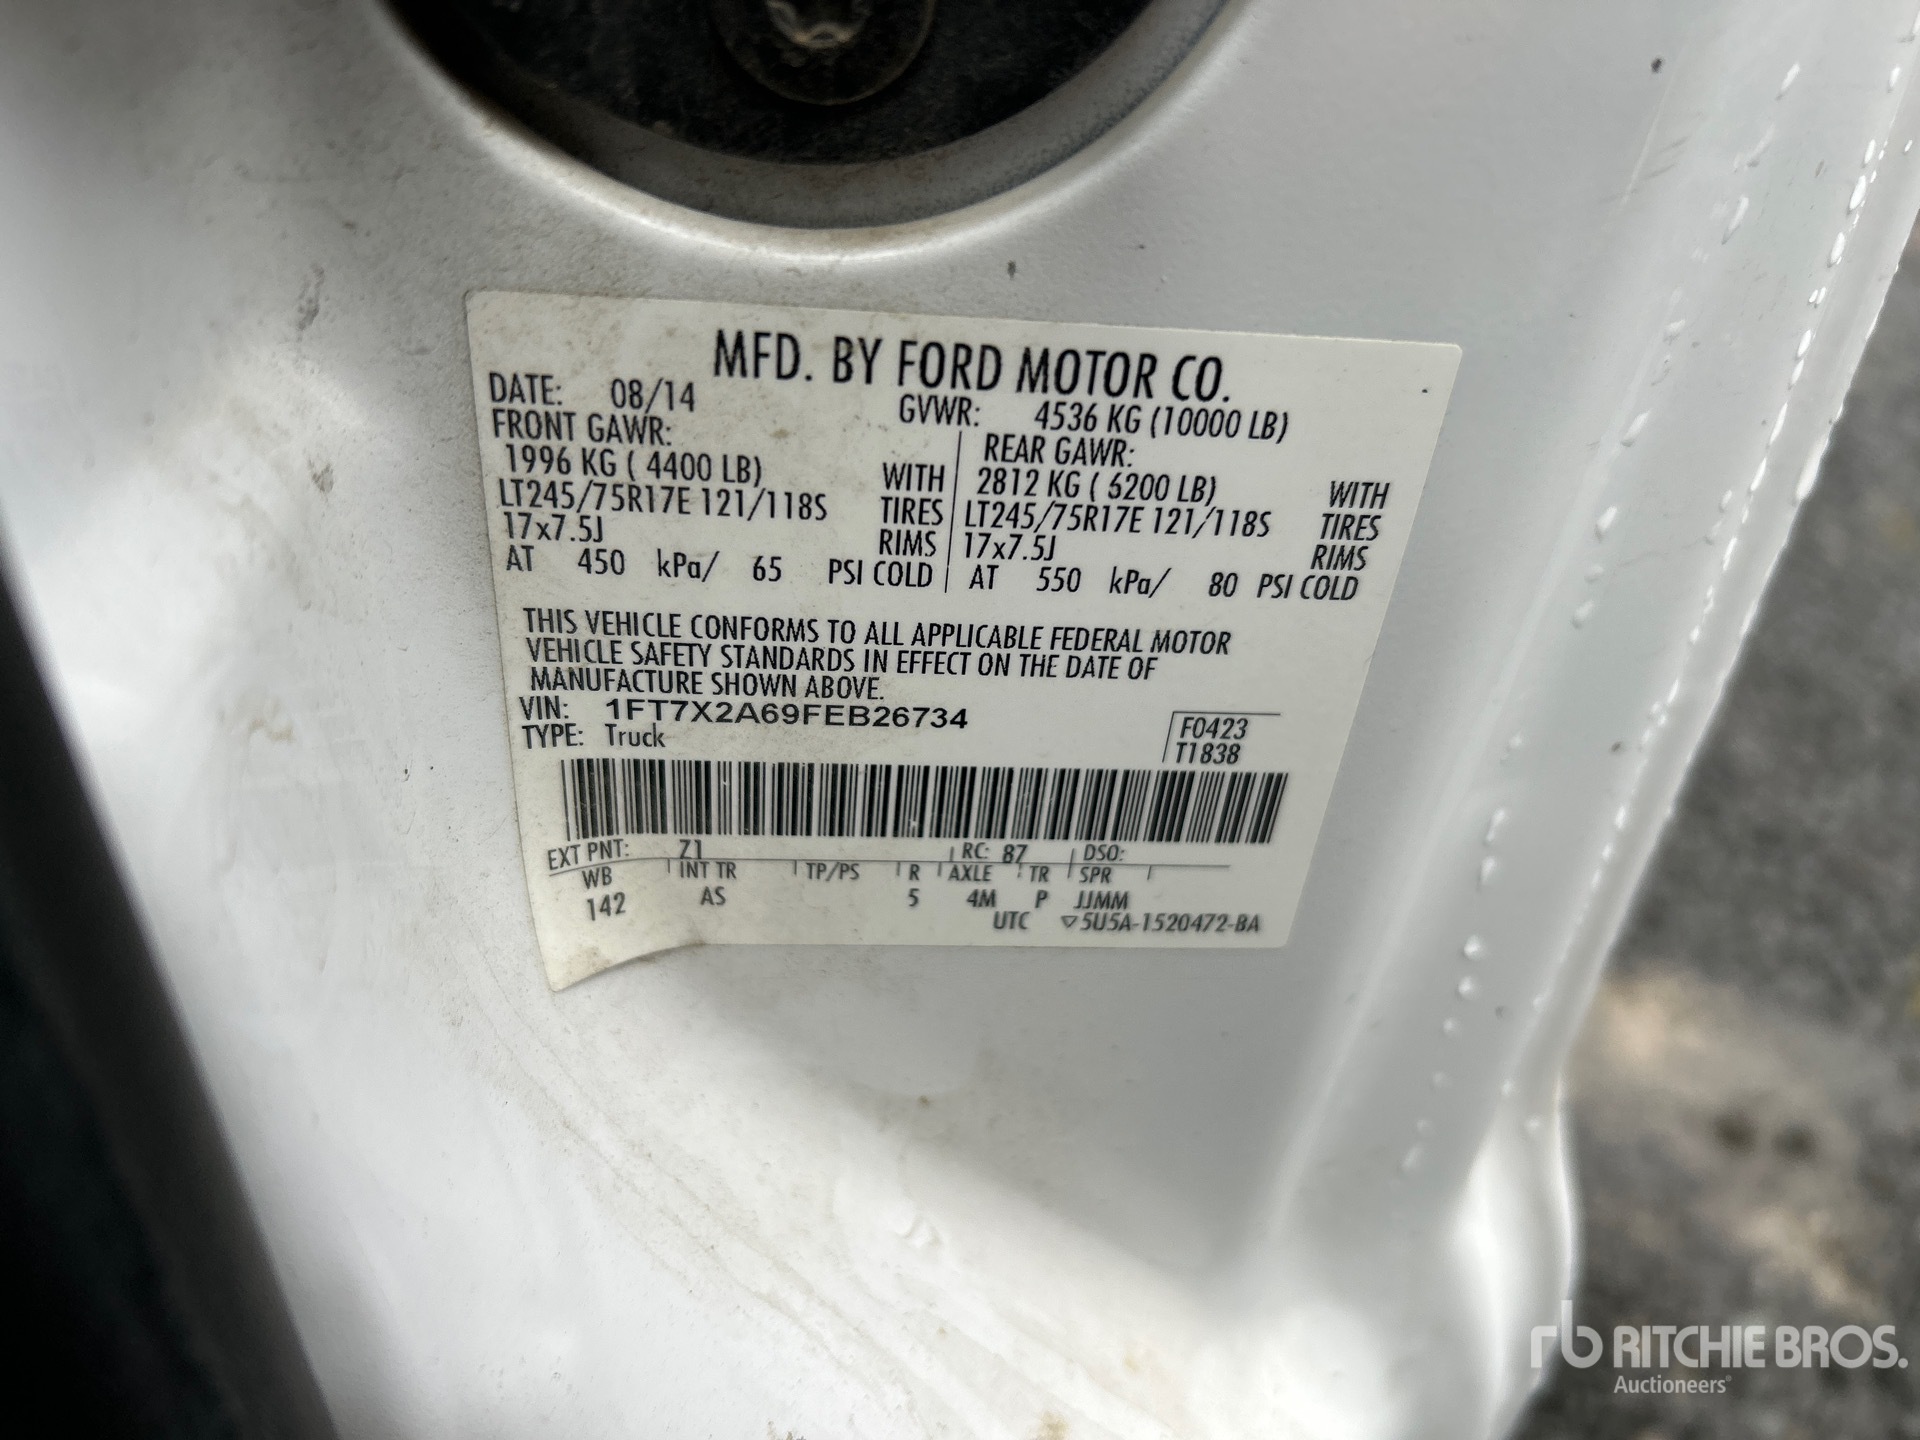 MFD. BY FORD MOTOR CO.
DATE: 08/14 GVWR: 4536 KG (10000 LB)
FRONT GAWR: REAR GAWR:
1996 KG ( 4400 LB) WITH 2812 KG ( 6200 LB) WITH
LT245/75R17E 121/118S TIRES LT245/75R17E 121/118S TIRES
17x7.5J RIMS 17x7.5J RIMS
AT 450 kPa/ 65 PSI COLD AT 550 kPa/ 80 PSI COLD
THIS VEHICLE CONFORMS TO ALL APPLICABLE FEDERAL MOTOR
VEHICLE SAFETY STANDARDS IN EFFECT ON THE DATE OF
MANUFACTURE SHOWN ABOVE.
VIN: 1FT7X2A69FEB26734 F0423
TYPE: Truck T1838
EXT PNT: Z1 RC: 87 DSO:
WB INT TR TP/PS R AXLE TR SPR
142 AS 5 4M P JJMM
UTC ▽5U5A-1520472-BA
rb RITCHIE BROS.
Auctioneers